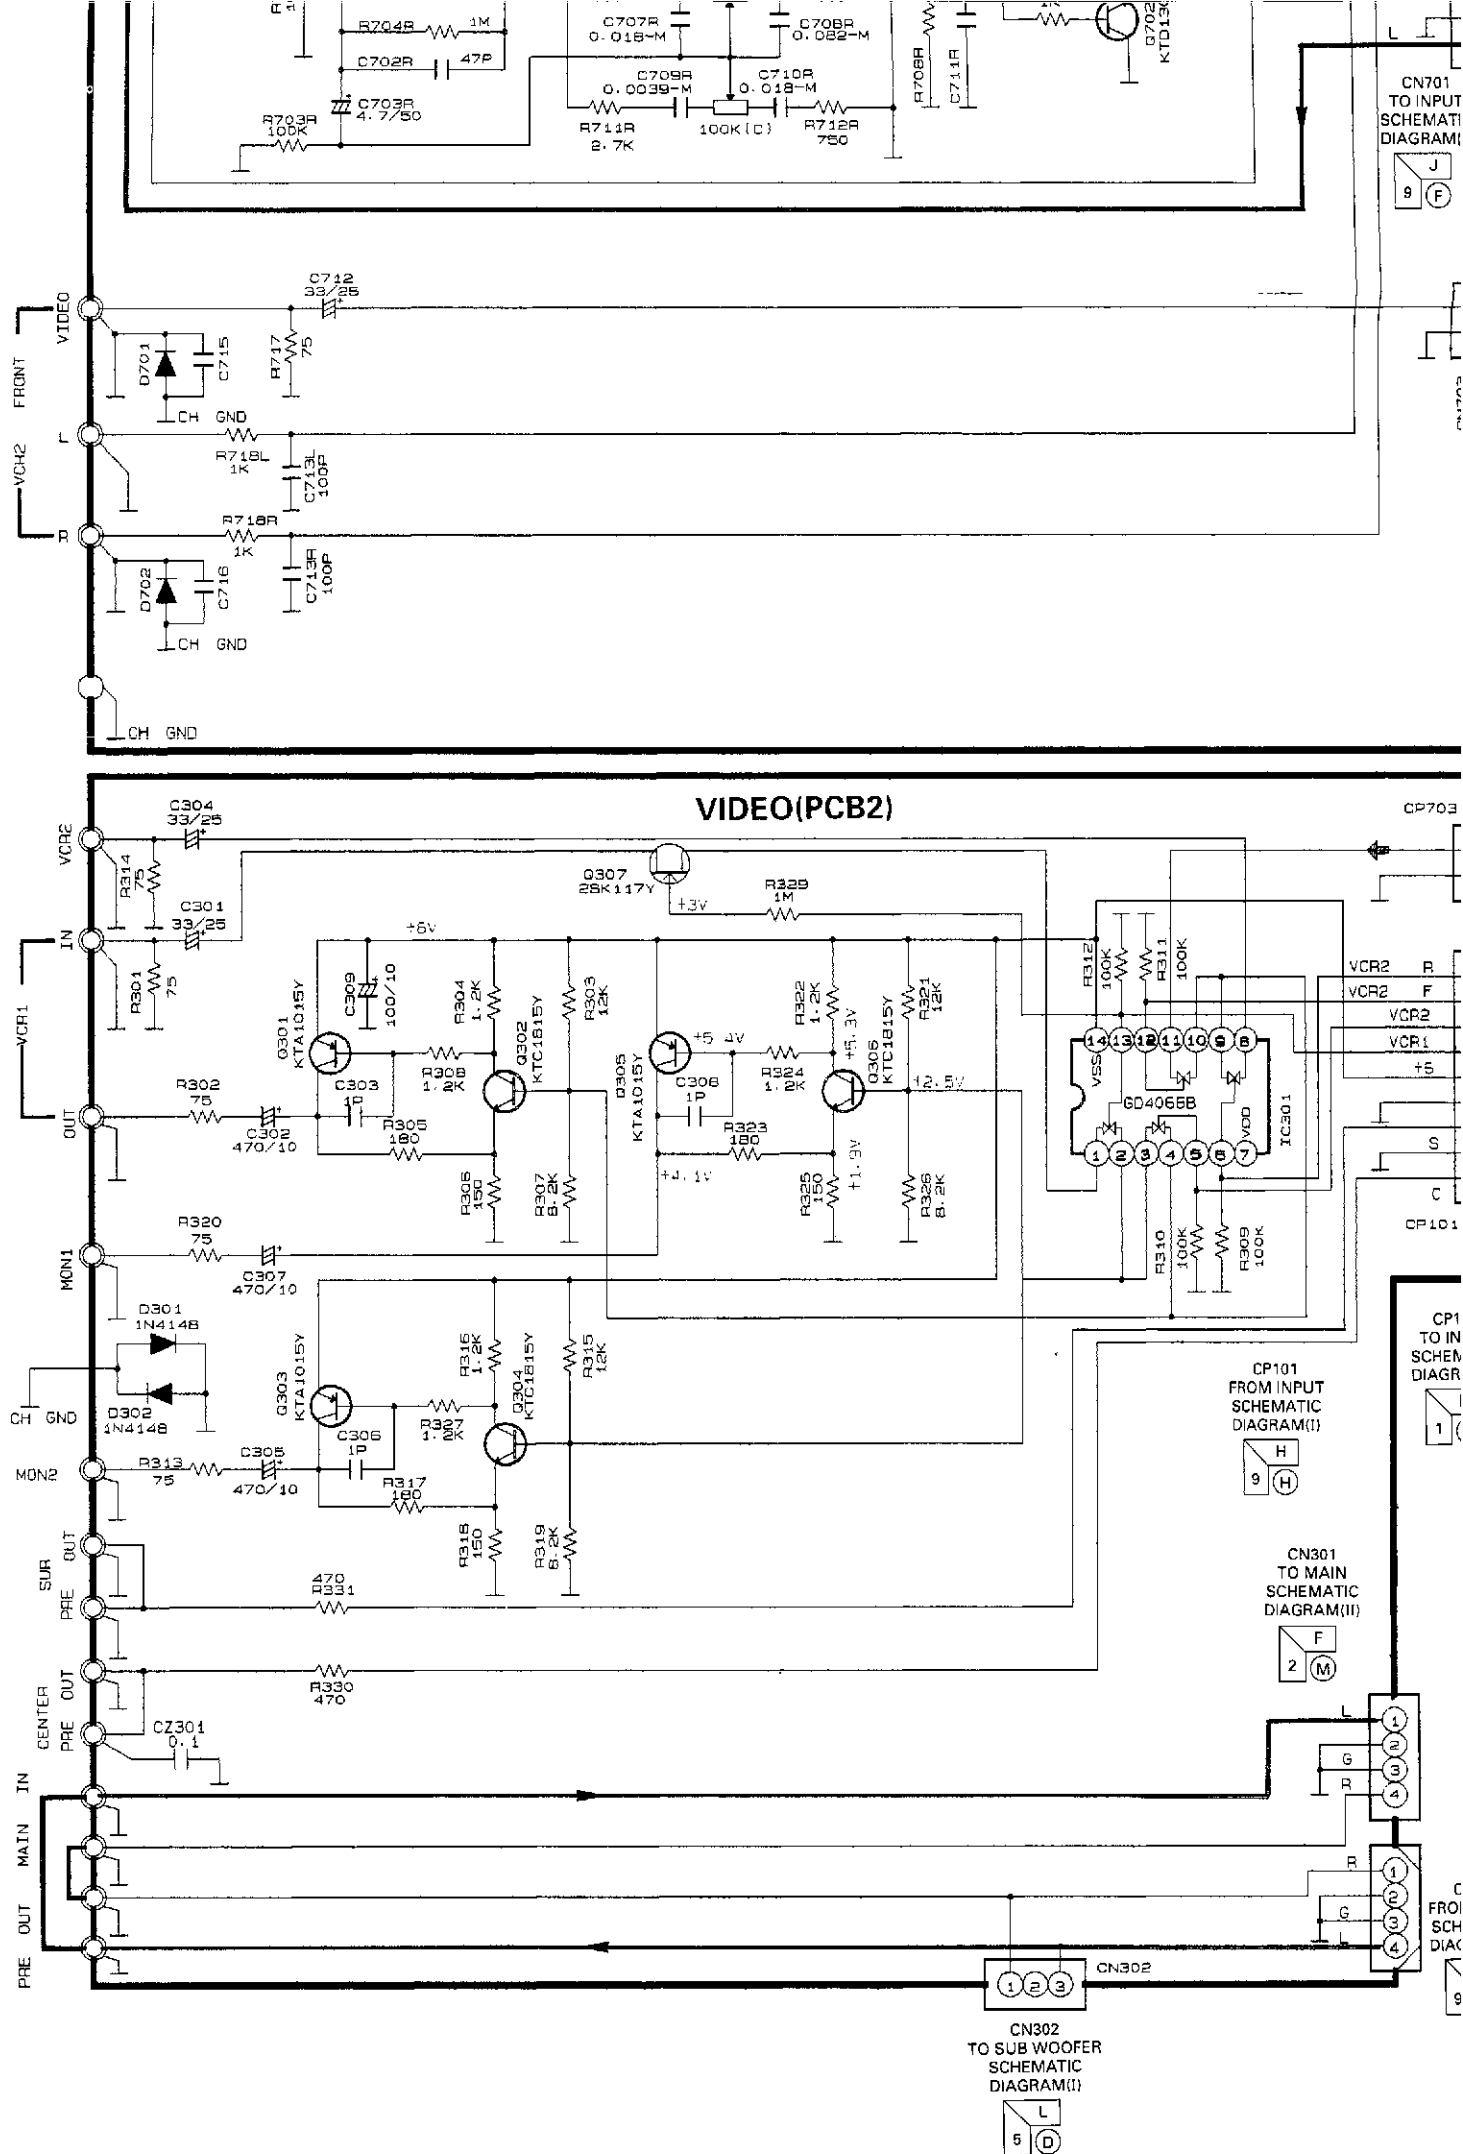 R704R
1M
C702R
47P
C703R
4.7/50
R703R
100K
C707R
0.018-M
C708R
0.082-M
C709R
0.0039-M
C710R
0.018-M
R711R
2.7K
100K(C)
R712R
750
R708R
C711R
Q702
L
CN701
TO INPUT
DIAGRAM(
J
9
F
FRONT
VCR2
VIDEO
L
R
C712
33/25
D701
C715
R717
75
CH GND
R718L
1K
C713L
100P
R718R
1K
C713R
100P
D702
C716
CH GND
CH GND
VIDEO(PCB2)
CP703
VCR2
C304
33/25
R314
75
Q307
2SK117Y
+3V
R329
1M
VCR1
IN
C301
33/25
R301
75
+6V
Q301
KTA1015Y
C309
100/10
R304
1.2K
Q302
KTC1815Y
R303
12K
R308
1.2K
C303
1P
R302
75
OUT
C302
470/10
R305
180
R306
150
R307
8.2K
Q305
KTA1015Y
+5.4V
R322
1.2K
+5.3V
Q306
KTC1815Y
R321
12K
R324
1.2K
C308
1P
+2.5V
R323
180
+4.1V
R325
150
+1.9V
R326
8.2K
R312
100K
R311
100K
14 13 12 11 10 9 8
VSS
GD4066B
VDD
IC301
1 2 3 4 5 6 7
R310
100K
R309
100K
VCR2 R
VCR2 F
VCR2
VCR1
S
C
CP101
MON1
R320
75
C307
470/10
D301
1N4148
CH GND
D302
1N4148
Q303
KTA1015Y
R316
1.2K
Q304
KTC1815Y
R315
12K
R327
1.2K
C306
1P
MON2
R313
75
C305
470/10
R317
180
R318
150
R319
8.2K
CP101
FROM INPUT
SCHEMATIC
DIAGRAM(I)
H
9
H
SUR
OUT
PRE
470
R331
CN301
TO MAIN
SCHEMATIC
DIAGRAM(II)
F
2
M
CENTER
OUT
PRE
R330
470
CZ301
0.1
MAIN IN
PRE OUT
L
G
R
1
2
3
4
R
G
L
1
2
3
4
1 2 3
CN302
CN302
TO SUB WOOFER
SCHEMATIC
DIAGRAM(I)
L
5
D